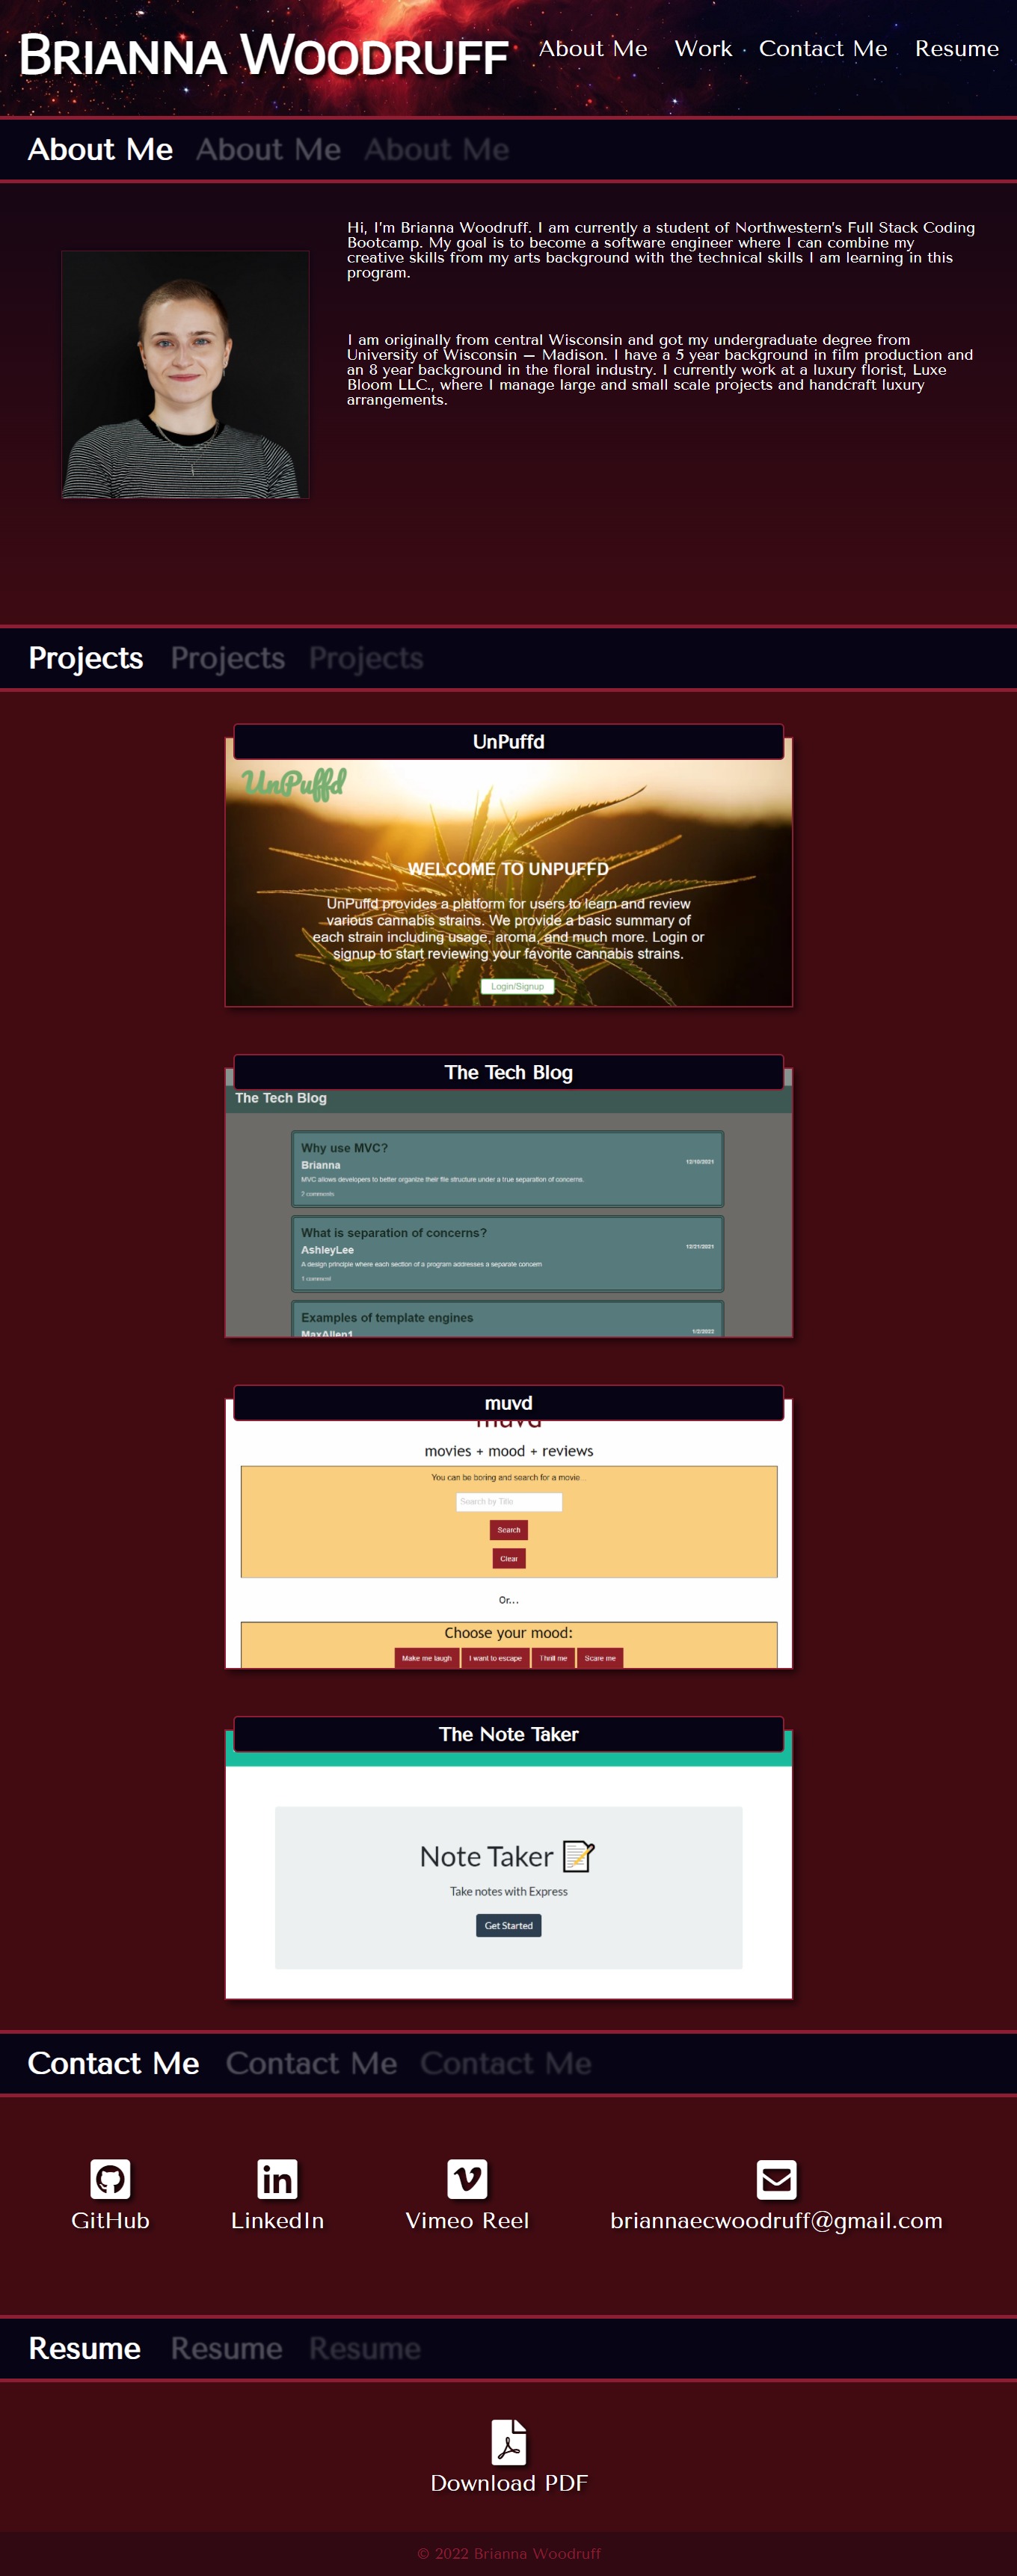 BRIANNA WOODRUFF
About Me Work Contact Me Resume
About Me About Me About Me
Hi, I'm Brianna Woodruff. I am currently a student of Northwestern's Full Stack Coding
Bootcamp. My goal is to become a software engineer where I can combine my
creative skills from my arts background with the technical skills I am learning in this
program.
I am originally from central Wisconsin and got my undergraduate degree from
University of Wisconsin – Madison. I have a 5 year background in film production and
an 8 year background in the floral industry. I currently work at a luxury florist, Luxe
Bloom LLC., where I manage large and small scale projects and handcraft luxury
arrangements.
Projects Projects Projects
UnPuffd
UnPuffd
WELCOME TO UNPUFFD
UnPuffd provides a platform for users to learn and review
various cannabis strains. We provide a basic summary of
each strain including usage, aroma, and much more. Login or
signup to start reviewing your favorite cannabis strains.
Login/Signup
The Tech Blog
The Tech Blog
Why use MVC?
Brianna 12/10/2021
MVC allows developers to better organize their file structure under a true separation of concerns.
2 comments
What is separation of concerns?
AshleyLee 12/21/2021
A design principle where each section of a program addresses a separate concern
1 comment
Examples of template engines
MaxAllen1 1/2/2022
muvd
muvd
movies + mood + reviews
You can be boring and search for a movie...
Search by Title
Search
Clear
Or...
Choose your mood:
Make me laugh I want to escape Thrill me Scare me
The Note Taker
Note Taker
Take notes with Express
Get Started
Contact Me Contact Me Contact Me
GitHub LinkedIn Vimeo Reel briannaecwoodruff@gmail.com
Resume Resume Resume
Download PDF
© 2022 Brianna Woodruff